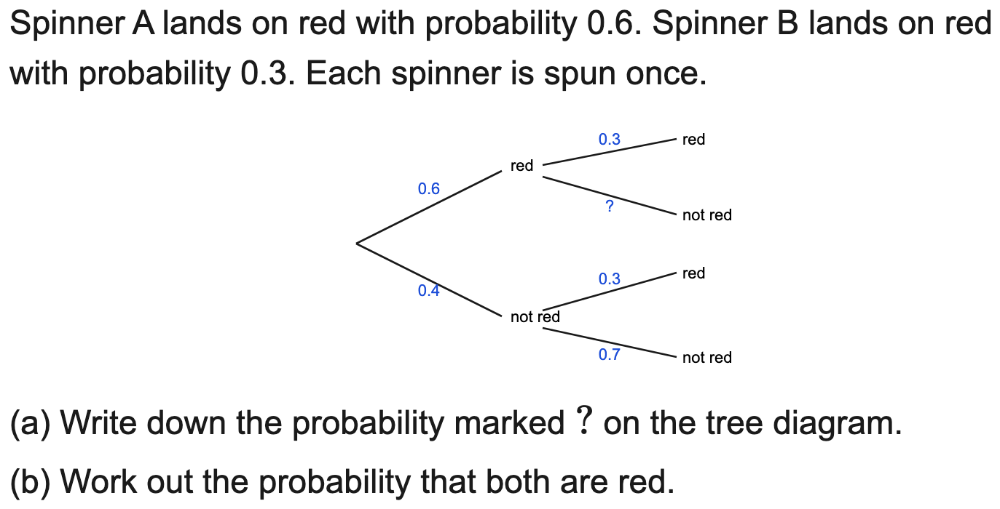 Spinner A lands on red with probability 0.6. Spinner B lands on red
with probability 0.3. Each spinner is spun once.
0.3
red
red
0.6
?
not red
red
0.3
0.4
not red
0.7
not red
(a) Write down the probability marked ? on the tree diagram.
(b) Work out the probability that both are red.